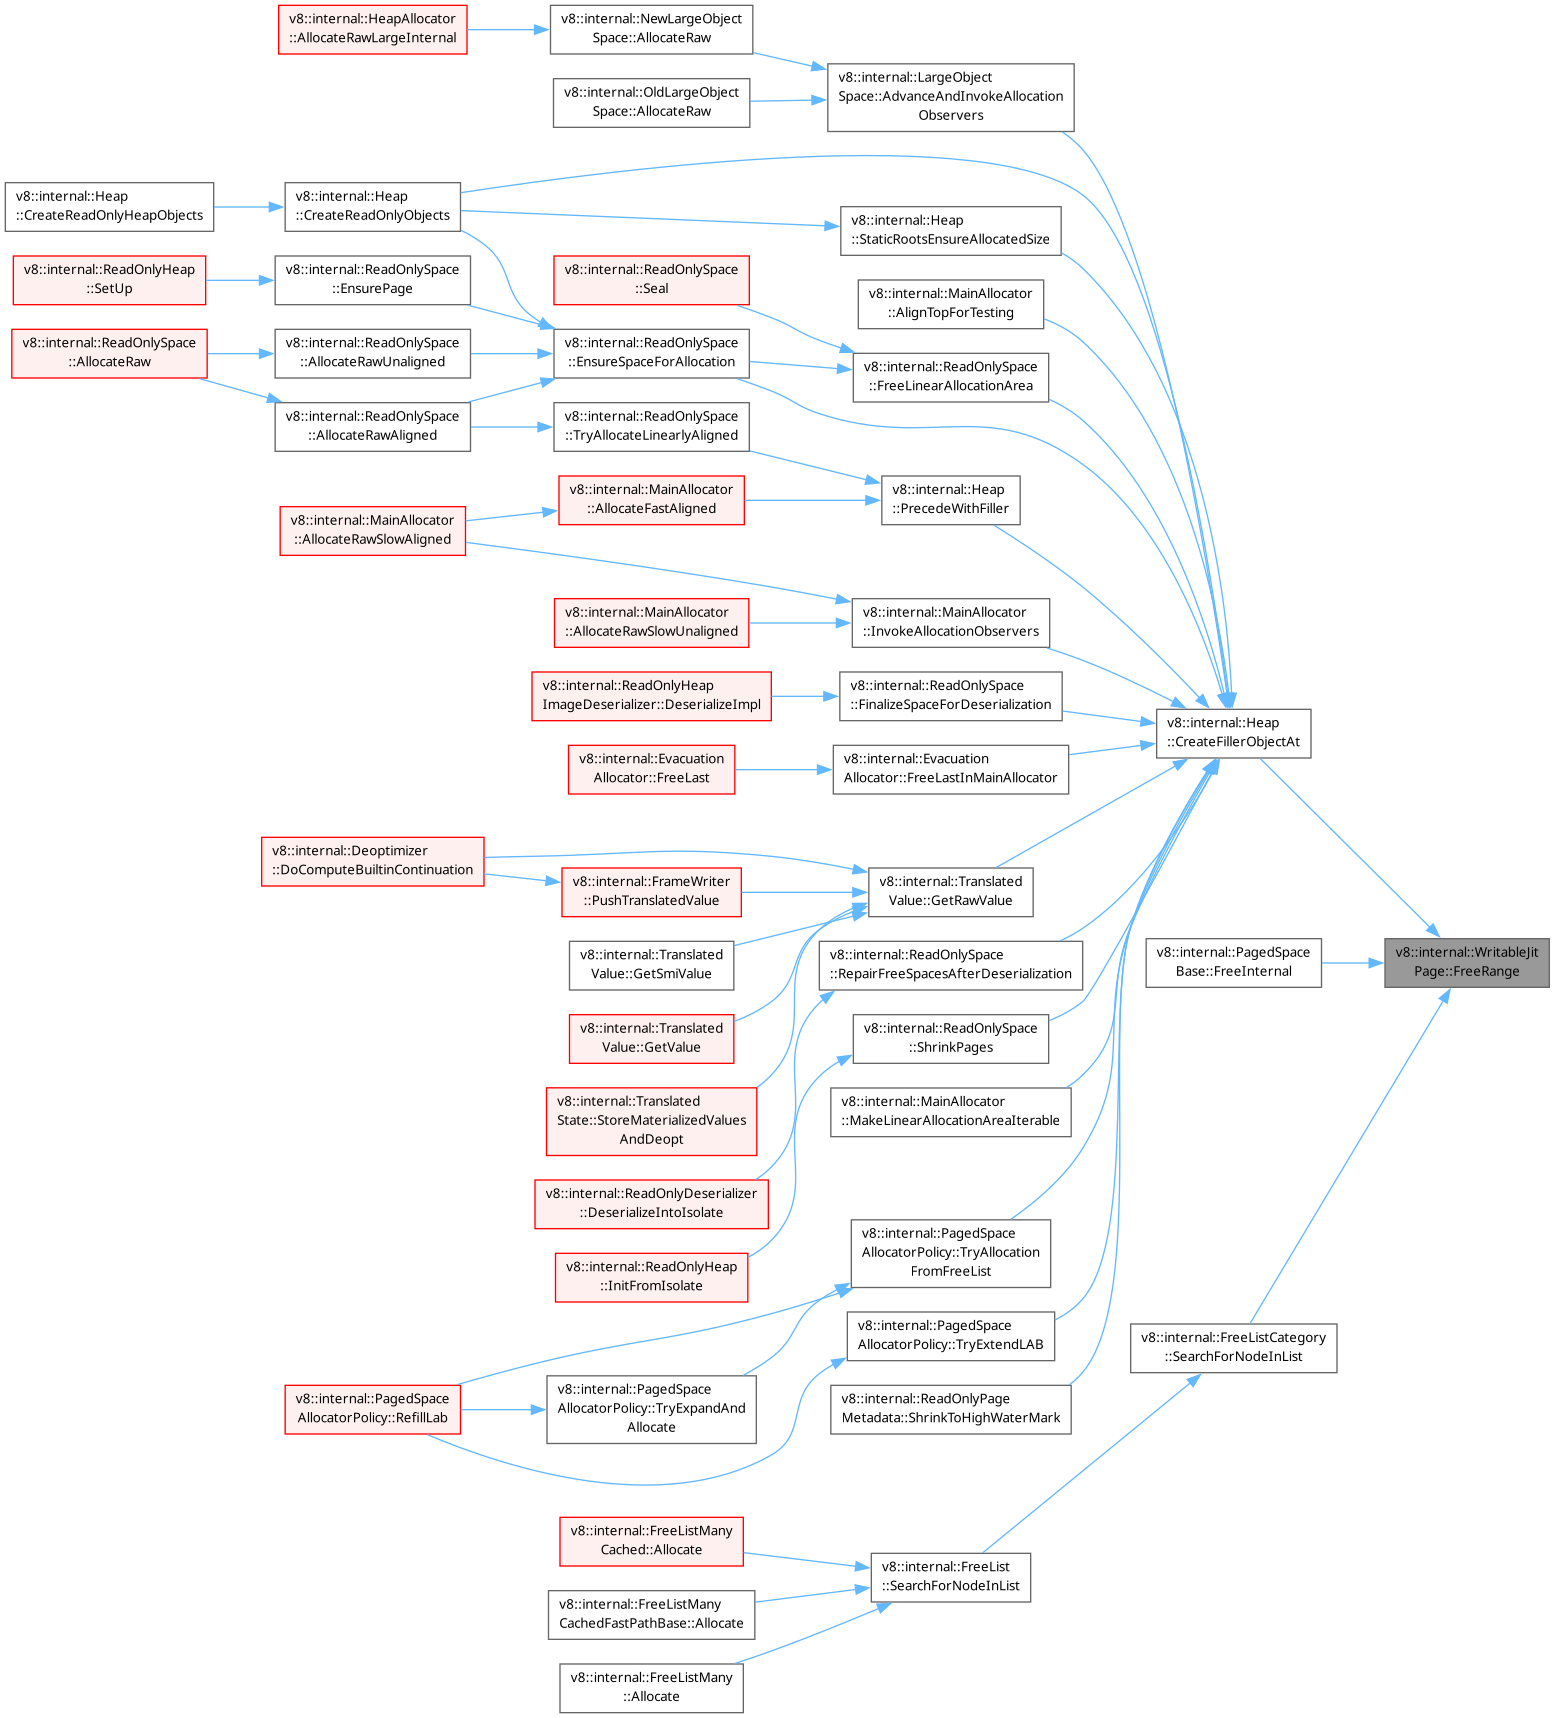 v8::internal::HeapAllocator
::AllocateRawLargeInternal
v8::internal::NewLargeObject
Space::AllocateRaw
v8::internal::LargeObject
Space::AdvanceAndInvokeAllocation
Observers
v8::internal::OldLargeObject
Space::AllocateRaw
v8::internal::Heap
::CreateReadOnlyHeapObjects
v8::internal::Heap
::CreateReadOnlyObjects
v8::internal::Heap
::StaticRootsEnsureAllocatedSize
v8::internal::ReadOnlyHeap
::SetUp
v8::internal::ReadOnlySpace
::EnsurePage
v8::internal::ReadOnlySpace
::Seal
v8::internal::MainAllocator
::AlignTopForTesting
v8::internal::ReadOnlySpace
::AllocateRaw
v8::internal::ReadOnlySpace
::AllocateRawUnaligned
v8::internal::ReadOnlySpace
::EnsureSpaceForAllocation
v8::internal::ReadOnlySpace
::FreeLinearAllocationArea
v8::internal::ReadOnlySpace
::AllocateRawAligned
v8::internal::ReadOnlySpace
::TryAllocateLinearlyAligned
v8::internal::MainAllocator
::AllocateFastAligned
v8::internal::Heap
::PrecedeWithFiller
v8::internal::MainAllocator
::AllocateRawSlowAligned
v8::internal::MainAllocator
::AllocateRawSlowUnaligned
v8::internal::MainAllocator
::InvokeAllocationObservers
v8::internal::ReadOnlyHeap
ImageDeserializer::DeserializeImpl
v8::internal::ReadOnlySpace
::FinalizeSpaceForDeserialization
v8::internal::Heap
::CreateFillerObjectAt
v8::internal::Evacuation
Allocator::FreeLast
v8::internal::Evacuation
Allocator::FreeLastInMainAllocator
v8::internal::Deoptimizer
::DoComputeBuiltinContinuation
v8::internal::FrameWriter
::PushTranslatedValue
v8::internal::Translated
Value::GetRawValue
v8::internal::Translated
Value::GetSmiValue
v8::internal::ReadOnlySpace
::RepairFreeSpacesAfterDeserialization
v8::internal::PagedSpace
Base::FreeInternal
v8::internal::WritableJit
Page::FreeRange
v8::internal::Translated
Value::GetValue
v8::internal::ReadOnlySpace
::ShrinkPages
v8::internal::Translated
State::StoreMaterializedValues
AndDeopt
v8::internal::MainAllocator
::MakeLinearAllocationAreaIterable
v8::internal::ReadOnlyDeserializer
::DeserializeIntoIsolate
v8::internal::ReadOnlyHeap
::InitFromIsolate
v8::internal::PagedSpace
AllocatorPolicy::TryAllocation
FromFreeList
v8::internal::PagedSpace
AllocatorPolicy::TryExtendLAB
v8::internal::FreeListCategory
::SearchForNodeInList
v8::internal::PagedSpace
AllocatorPolicy::RefillLab
v8::internal::PagedSpace
AllocatorPolicy::TryExpandAnd
Allocate
v8::internal::ReadOnlyPage
Metadata::ShrinkToHighWaterMark
v8::internal::FreeListMany
Cached::Allocate
v8::internal::FreeList
::SearchForNodeInList
v8::internal::FreeListMany
CachedFastPathBase::Allocate
v8::internal::FreeListMany
::Allocate